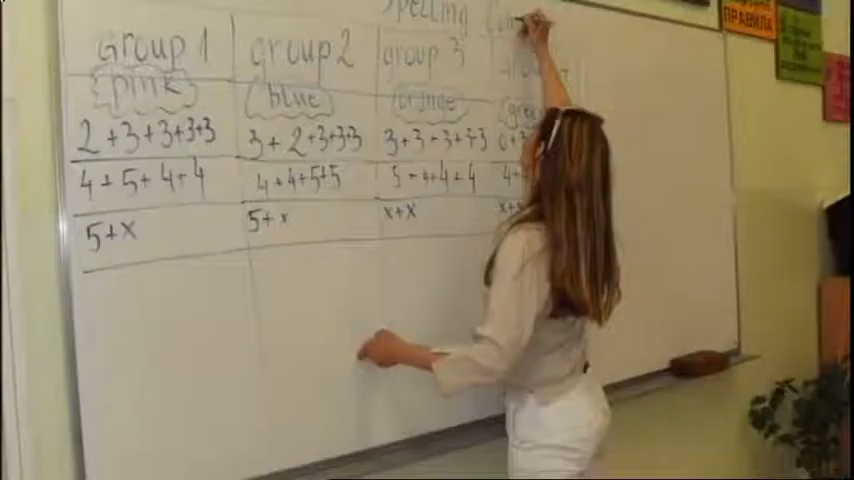 Spelling
Group 1 group 2 group 3
pink blue orange gree
2+3+3+3+3 3+2+3+3+3 3+3+3+3+3
4+5+4+4 4+4+5+5 5+4+4+4
5+x 5+x x+x
ПРАВИЛА